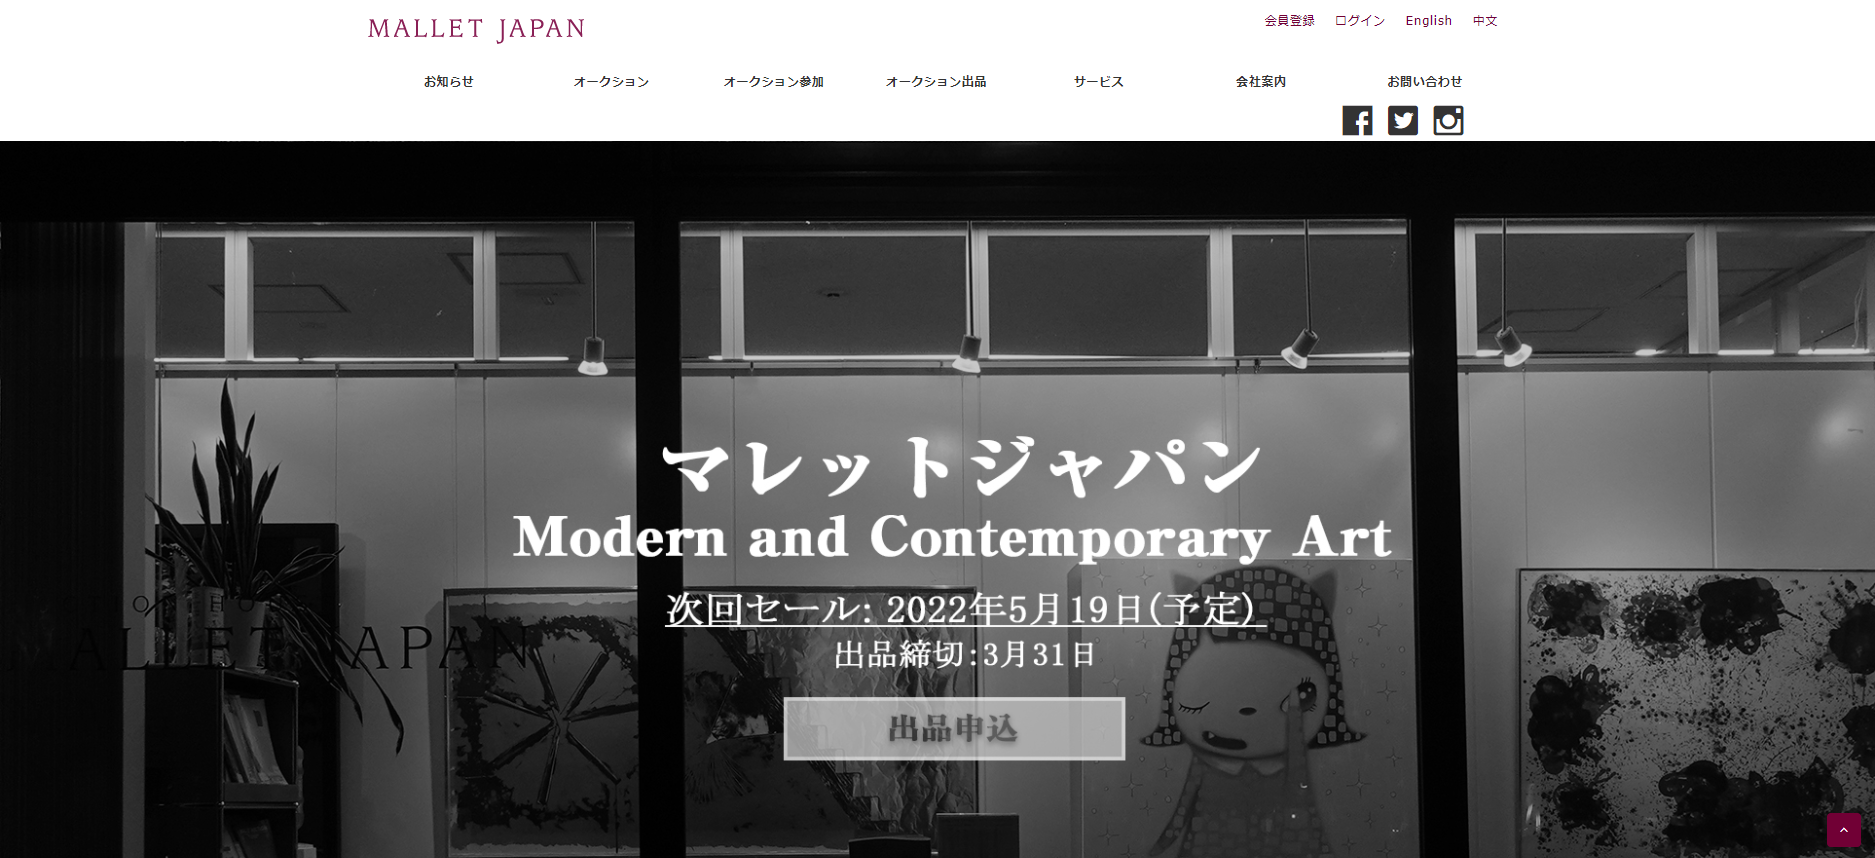 MALLET JAPAN
会員登録 ログイン English 中文
お知らせ オークション オークション参加 オークション出品 サービス 会社案内 お問い合わせ
マレットジャパン
Modern and Contemporary Art
次回セール: 2022年5月19日(予定)
出品締切:3月31日
出品申込
MALLET JAPAN